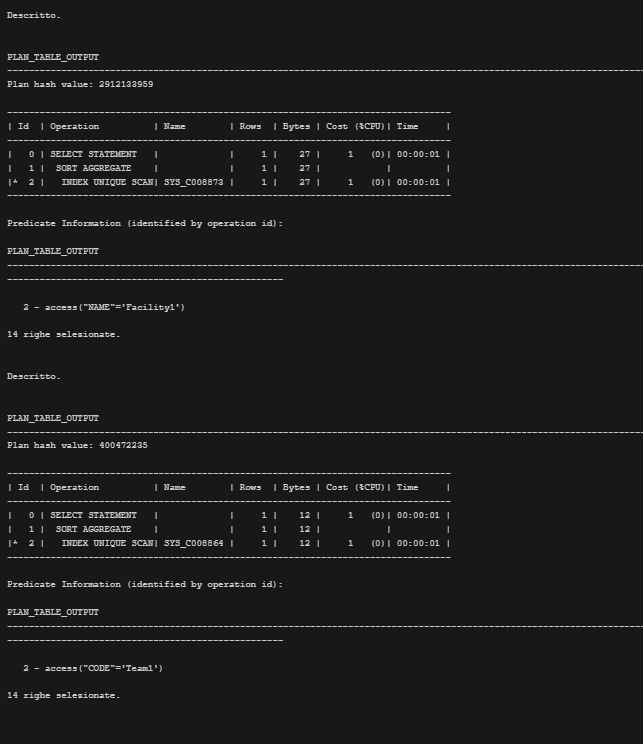 Descritto.
PLAN_TABLE_OUTPUT
--------------------------------------------------------------------------------
Plan hash value: 2912133959
--------------------------------------------------------------------------------
| Id  | Operation          | Name         | Rows  | Bytes | Cost (%CPU)| Time     |
--------------------------------------------------------------------------------
|   0 | SELECT STATEMENT   |              |     1 |    27 |     1   (0)| 00:00:01 |
|   1 |  SORT AGGREGATE    |              |     1 |    27 |            |          |
|*  2 |   INDEX UNIQUE SCAN| SYS_C008873 |     1 |    27 |     1   (0)| 00:00:01 |
--------------------------------------------------------------------------------
Predicate Information (identified by operation id):
PLAN_TABLE_OUTPUT
--------------------------------------------------------------------------------
---------------------------------------------------
2 - access("NAME"='Facility1')
14 righe selezionate.
Descritto.
PLAN_TABLE_OUTPUT
--------------------------------------------------------------------------------
Plan hash value: 400472235
--------------------------------------------------------------------------------
| Id  | Operation          | Name         | Rows  | Bytes | Cost (%CPU)| Time     |
--------------------------------------------------------------------------------
|   0 | SELECT STATEMENT   |              |     1 |    12 |     1   (0)| 00:00:01 |
|   1 |  SORT AGGREGATE    |              |     1 |    12 |            |          |
|*  2 |   INDEX UNIQUE SCAN| SYS_C008864 |     1 |    12 |     1   (0)| 00:00:01 |
--------------------------------------------------------------------------------
Predicate Information (identified by operation id):
PLAN_TABLE_OUTPUT
--------------------------------------------------------------------------------
---------------------------------------------------
2 - access("CODE"='Team1')
14 righe selezionate.